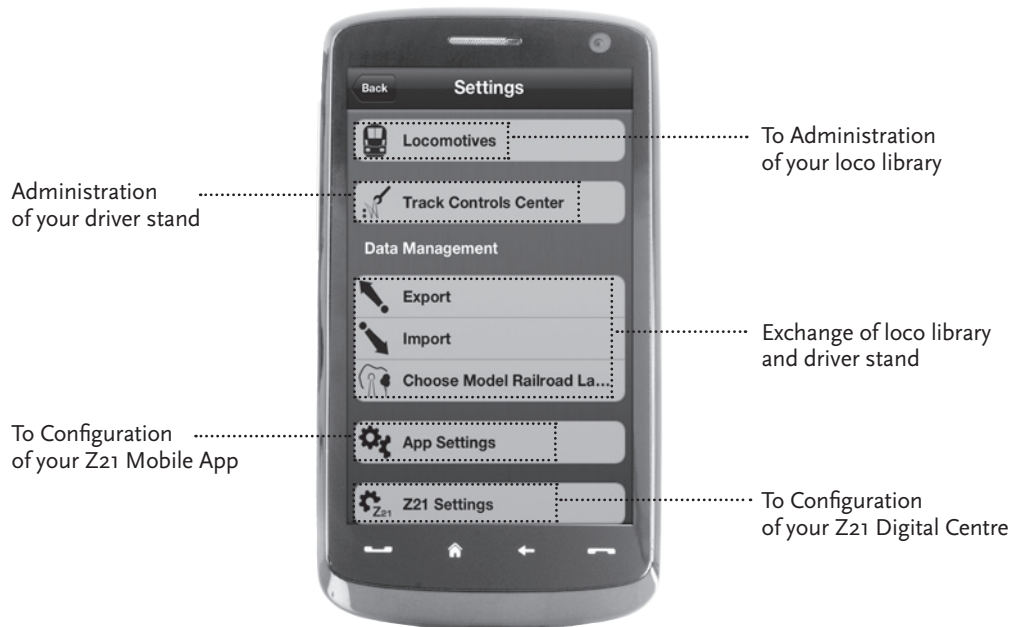 Back
Settings
Locomotives
To Administration
of your loco library
Administration
of your driver stand
Track Controls Center
Data Management
Export
Import
Choose Model Railroad La...
Exchange of loco library
and driver stand
To Configuration
of your Z21 Mobile App
App Settings
Z21
Z21 Settings
To Configuration
of your Z21 Digital Centre